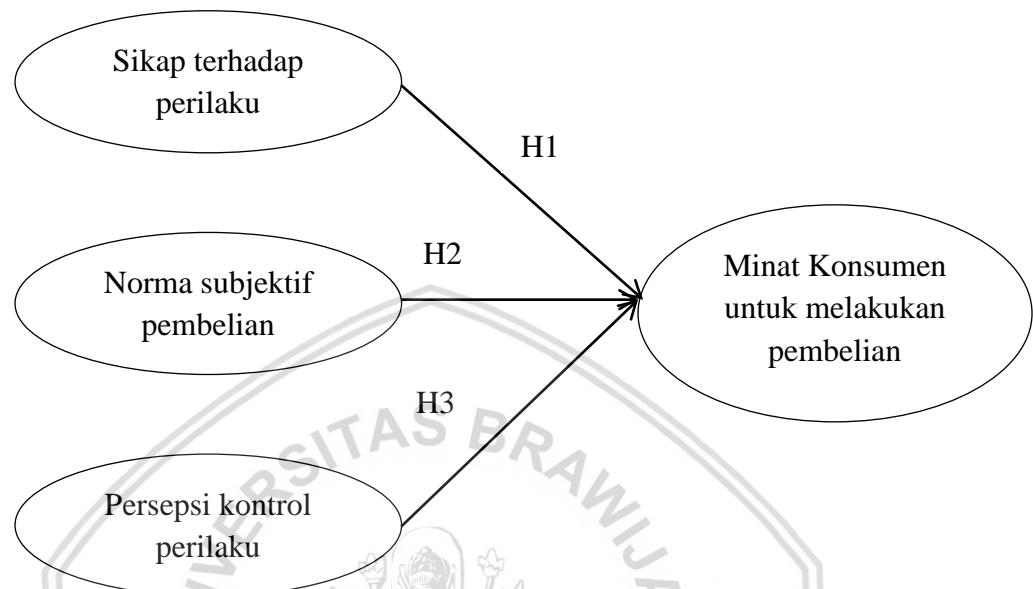 Sikap terhadap
perilaku
H1
Norma subjektif
pembelian
H2
Minat Konsumen
untuk melakukan
pembelian
H3
Persepsi kontrol
perilaku